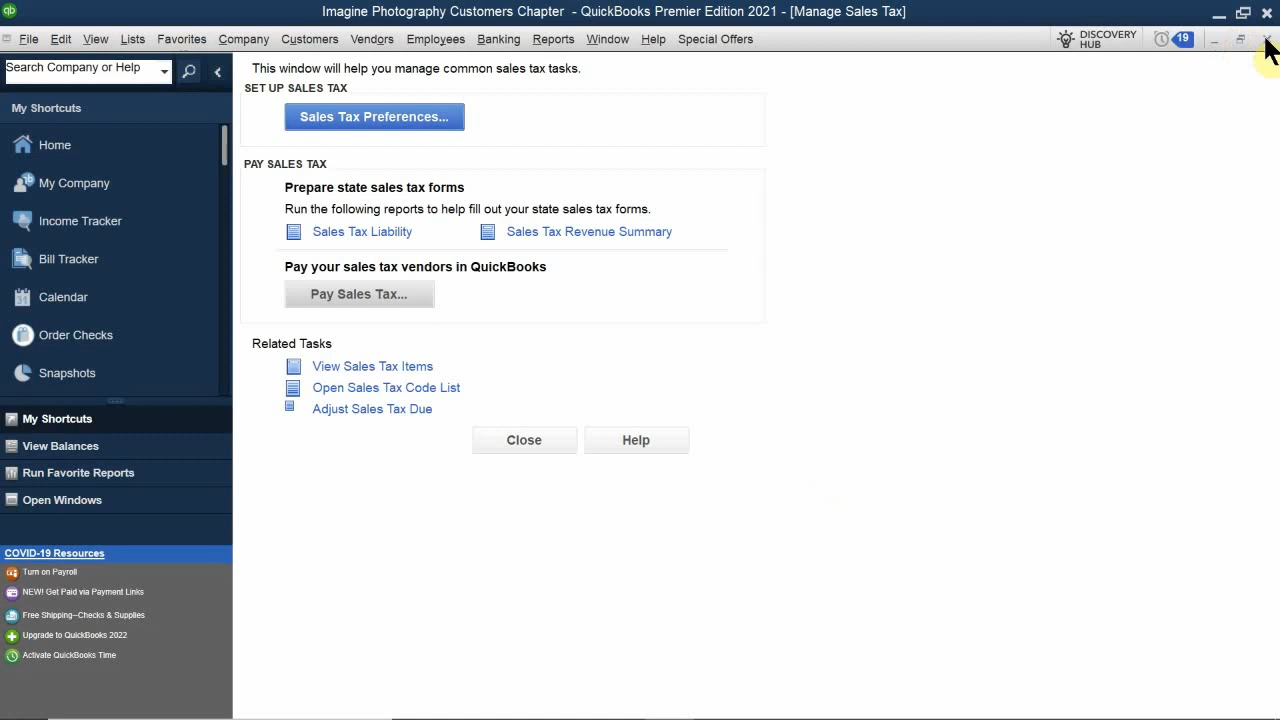 Imagine Photography Customers Chapter - QuickBooks Premier Edition 2021 - [Manage Sales Tax]
File Edit View Lists Favorites Company Customers Vendors Employees Banking Reports Window Help Special Offers
DISCOVERY
HUB
19
Search Company or Help
My Shortcuts
Home
My Company
Income Tracker
Bill Tracker
Calendar
Order Checks
Snapshots
My Shortcuts
View Balances
Run Favorite Reports
Open Windows
COVID-19 Resources
Turn on Payroll
NEW! Get Paid via Payment Links
Free Shipping--Checks & Supplies
Upgrade to QuickBooks 2022
Activate QuickBooks Time
This window will help you manage common sales tax tasks.
SET UP SALES TAX
Sales Tax Preferences...
PAY SALES TAX
Prepare state sales tax forms
Run the following reports to help fill out your state sales tax forms.
Sales Tax Liability Sales Tax Revenue Summary
Pay your sales tax vendors in QuickBooks
Pay Sales Tax...
Related Tasks
View Sales Tax Items
Open Sales Tax Code List
Adjust Sales Tax Due
Close Help